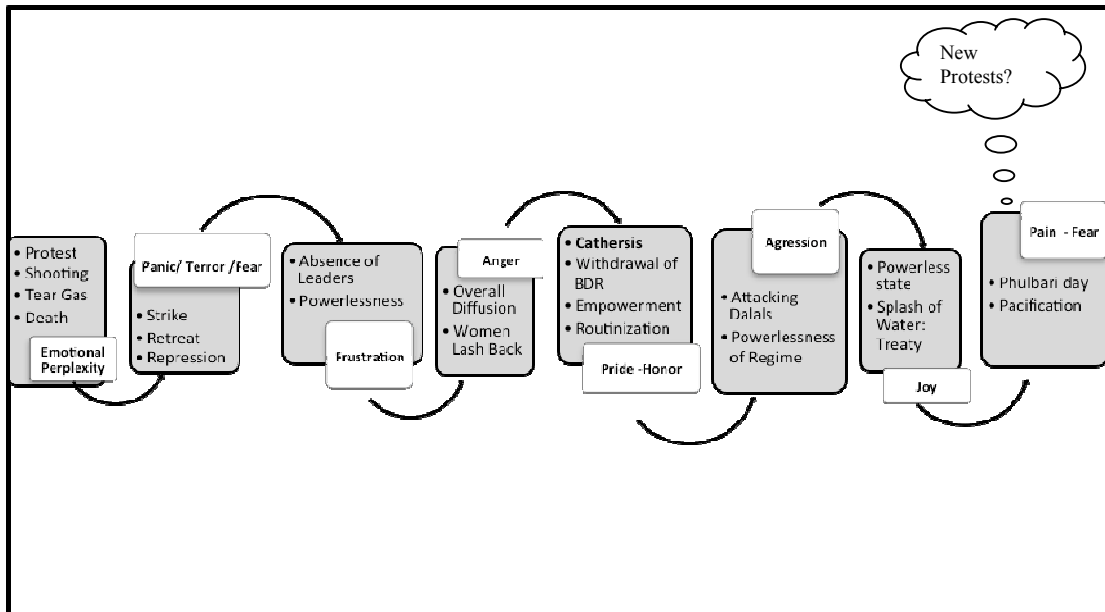 New
Protests?
• Protest
• Shooting
• Tear Gas
• Death
Emotional
Perplexity
Panic/ Terror /Fear
• Strike
• Retreat
• Repression
• Absence of
Leaders
• Powerlessness
Frustration
Anger
• Overall
Diffusion
• Women
Lash Back
• Cathersis
• Withdrawal of
BDR
• Empowerment
• Routinization
Pride -Honor
Agression
• Attacking
Dalals
• Powerlessness
of Regime
• Powerless
state
• Splash of
Water:
Treaty
Joy
Pain - Fear
• Phulbari day
• Pacification